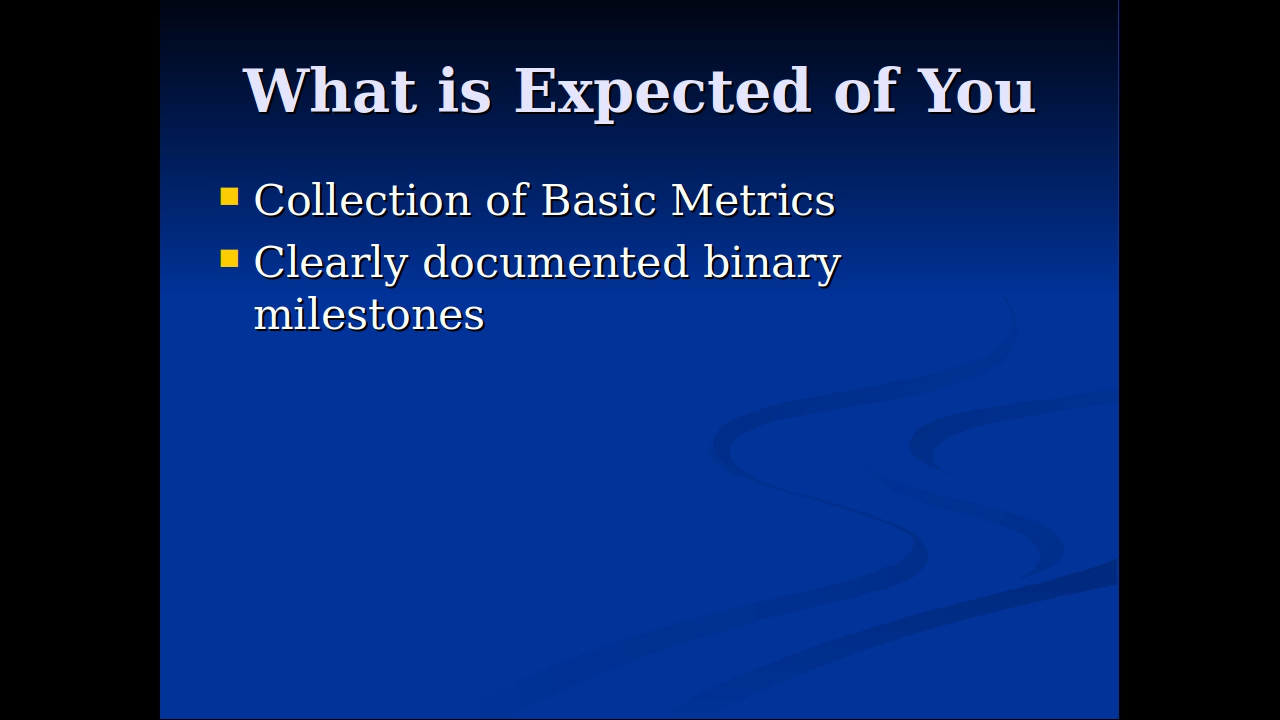 What is Expected of You
Collection of Basic Metrics
Clearly documented binary
milestones